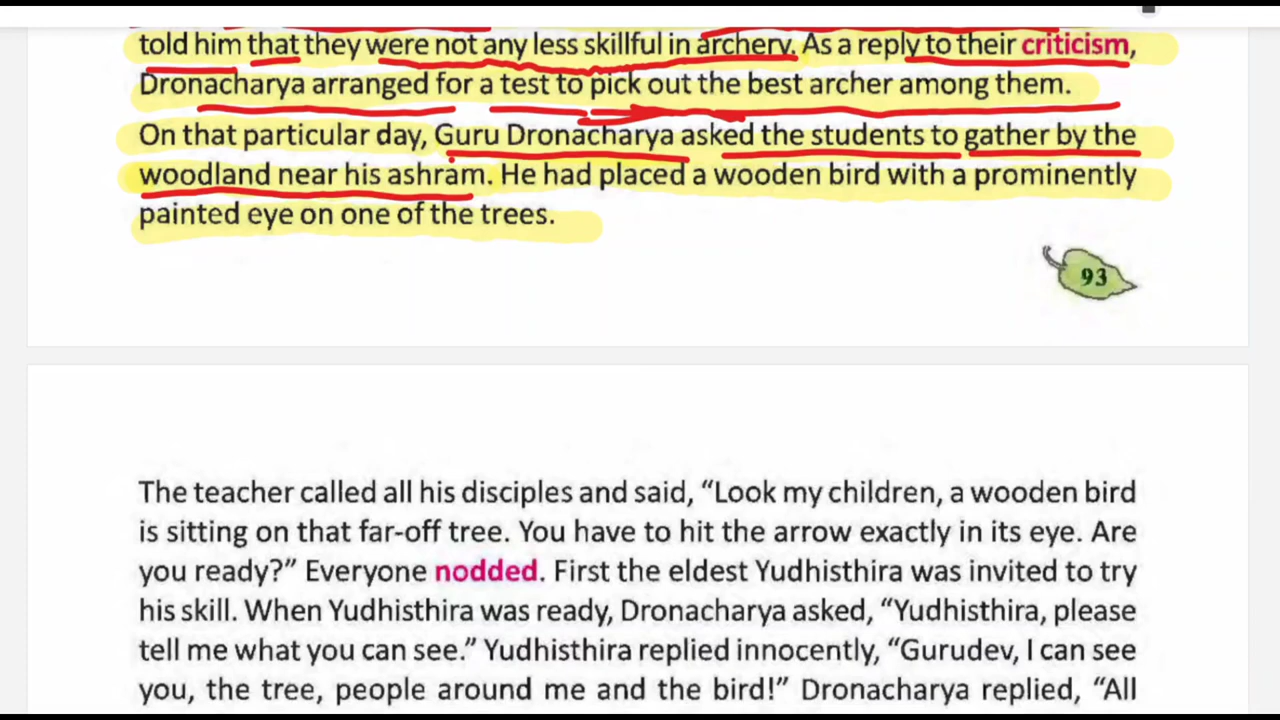 told him that they were not any less skillful in archery. As a reply to their criticism,
Dronacharya arranged for a test to pick out the best archer among them.
On that particular day, Guru Dronacharya asked the students to gather by the
woodland near his ashram. He had placed a wooden bird with a prominently
painted eye on one of the trees.
93
The teacher called all his disciples and said, “Look my children, a wooden bird
is sitting on that far-off tree. You have to hit the arrow exactly in its eye. Are
you ready?” Everyone nodded. First the eldest Yudhisthira was invited to try
his skill. When Yudhisthira was ready, Dronacharya asked, “Yudhisthira, please
tell me what you can see.” Yudhisthira replied innocently, “Gurudev, I can see
you, the tree, people around me and the bird!” Dronacharya replied, “All